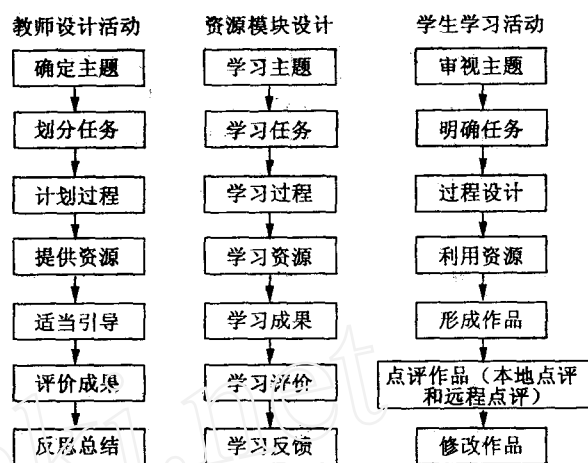 教师设计活动 资源模块设计 学生学习活动
确定主题 学习主题 审视主题
划分任务 学习任务 明确任务
计划过程 学习过程 过程设计
提供资源 学习资源 利用资源
适当引导 学习成果 形成作品
评价成果 学习评价 点评作品（本地点评
和远程点评）
反思总结 学习反馈 修改作品